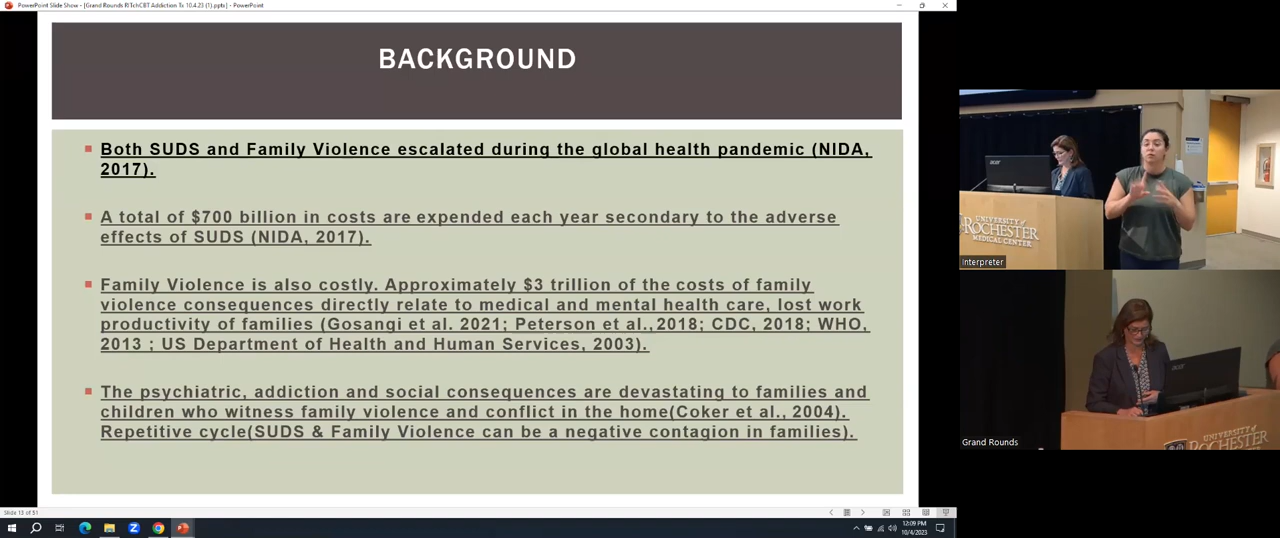 PowerPoint Slide Show - [Grand Rounds RITchCBT Addiction Tx 10.4.23 (1).pptx] - PowerPoint
BACKGROUND
Both SUDS and Family Violence escalated during the global health pandemic (NIDA,
2017).
A total of $700 billion in costs are expended each year secondary to the adverse
effects of SUDS (NIDA, 2017).
Family Violence is also costly. Approximately $3 trillion of the costs of family
violence consequences directly relate to medical and mental health care, lost work
productivity of families (Gosangi et al. 2021; Peterson et al.,2018; CDC, 2018; WHO,
2013 ; US Department of Health and Human Services, 2003).
The psychiatric, addiction and social consequences are devastating to families and
children who witness family violence and conflict in the home(Coker et al., 2004).
Repetitive cycle(SUDS & Family Violence can be a negative contagion in families).
acer
UNIVERSITY of
ROCHESTER
MEDICAL CENTER
Interpreter
acer
UNIVERSITY of
ROCHESTER
Grand Rounds
Slide 13 of 51
12:09 PM
10/4/2023